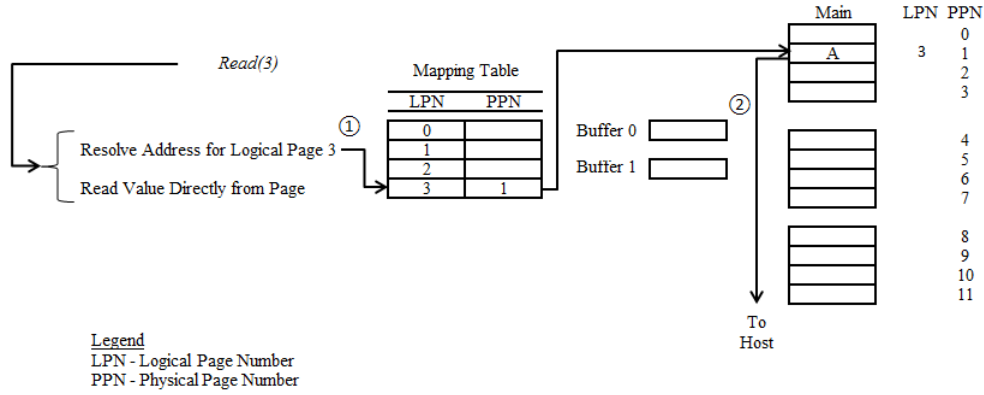 Main LPN PPN
0
Read(3) A 3 1
Mapping Table 2
LPN PPN 3
① ②
0 Buffer 0
Resolve Address for Logical Page 3 1 4
2 Buffer 1 5
Read Value Directly from Page 3 1 6
7
8
9
10
11
To
Host
Legend
LPN - Logical Page Number
PPN - Physical Page Number